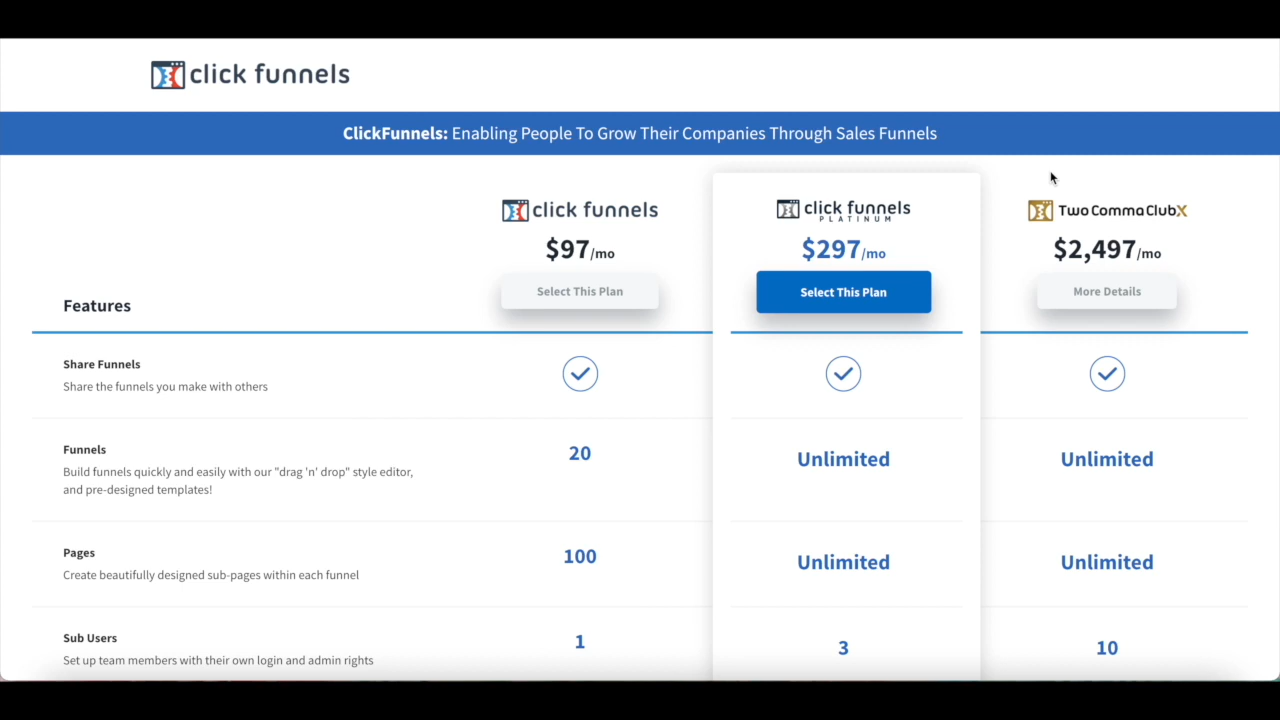 click funnels
ClickFunnels: Enabling People To Grow Their Companies Through Sales Funnels
click funnels
click funnels
PLATINUM
Two Comma ClubX
$97/mo
$297/mo
$2,497/mo
Select This Plan
Select This Plan
More Details
Features
Share Funnels
Share the funnels you make with others
Funnels
Build funnels quickly and easily with our "drag 'n' drop" style editor,
and pre-designed templates!
20
Unlimited
Unlimited
Pages
Create beautifully designed sub-pages within each funnel
100
Unlimited
Unlimited
Sub Users
Set up team members with their own login and admin rights
1
3
10